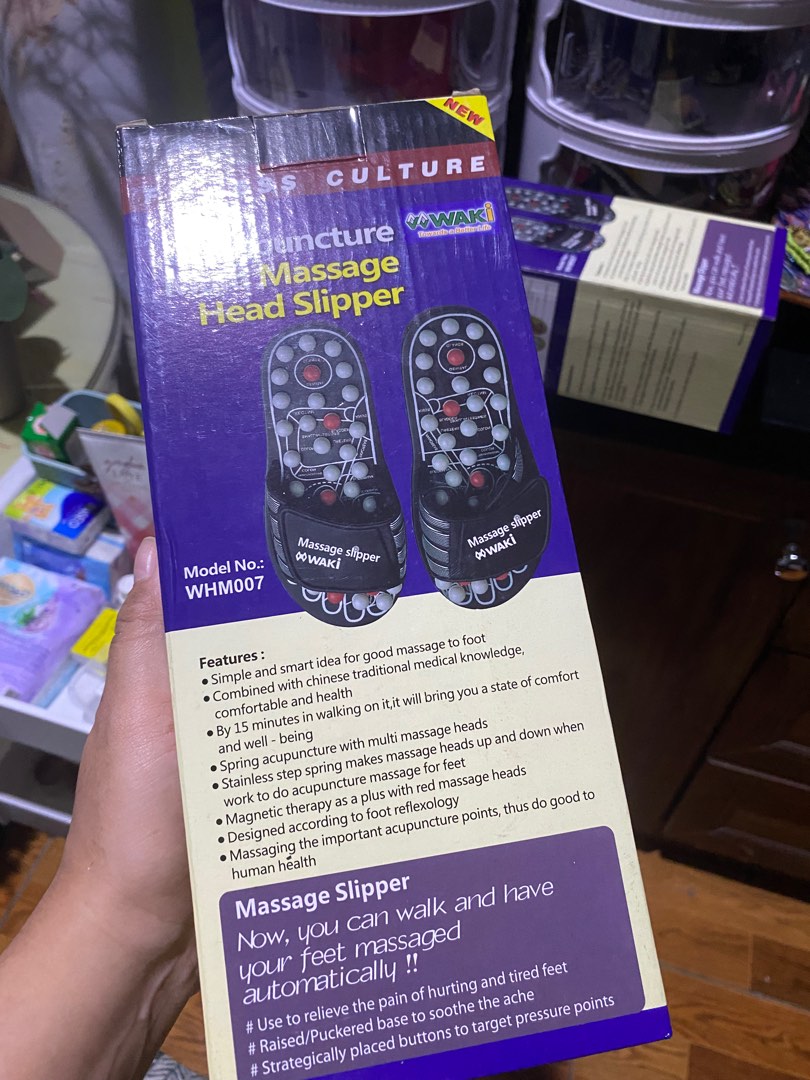 NEW
CULTURE
WAKi
Towards a Better Life
Massage
Head Slipper
Massage slipper
WAKi
Massage slipper
WAKi
Model No.:
WHM007
Features :
• Simple and smart idea for good massage to foot
• Combined with chinese traditional medical knowledge,
comfortable and health
• By 15 minutes in walking on it,it will bring you a state of comfort
and well - being
• Spring acupuncture with multi massage heads
• Stainless step spring makes massage heads up and down when
work to do acupuncture massage for feet
• Magnetic therapy as a plus with red massage heads
• Designed according to foot reflexology
• Massaging the important acupuncture points, thus do good to
human health
Massage Slipper
Now, you can walk and have
your feet massaged
automatically !!
# Use to relieve the pain of hurting and tired feet
# Raised/Puckered base to soothe the ache
# Strategically placed buttons to target pressure points